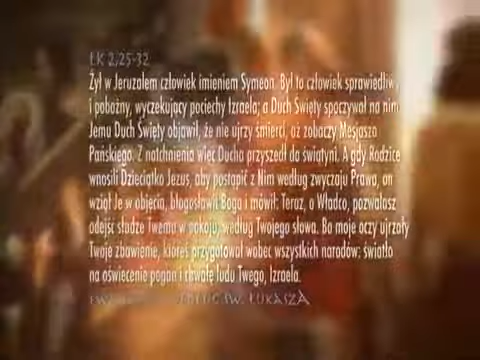 ŁK 2,25-32
Żył w Jeruzalem człowiek imieniem Symeon. Był to człowiek sprawiedliwy
i pobożny, wyczekujący pociechy Izraela; a Duch Święty spoczywał na nim.
Jemu Duch Święty objawił, że nie ujrzy śmierci, aż zobaczy Mesjasza
Pańskiego. Z natchnienia więc Ducha przyszedł do świątyni. A gdy Rodzice
wnosili Dzieciątko Jezus, aby postąpić z Nim według zwyczaju Prawa, on
wziął Je w objęcia, błogosławił Boga i mówił: Teraz, o Władco, pozwalasz
odejść słudze Twemu w pokoju, według Twojego słowa. Bo moje oczy ujrzały
Twoje zbawienie, któreś przygotował wobec wszystkich narodów: światło
na oświecenie pogan i chwałę ludu Twego, Izraela.
ŚW. ŁUKASZA